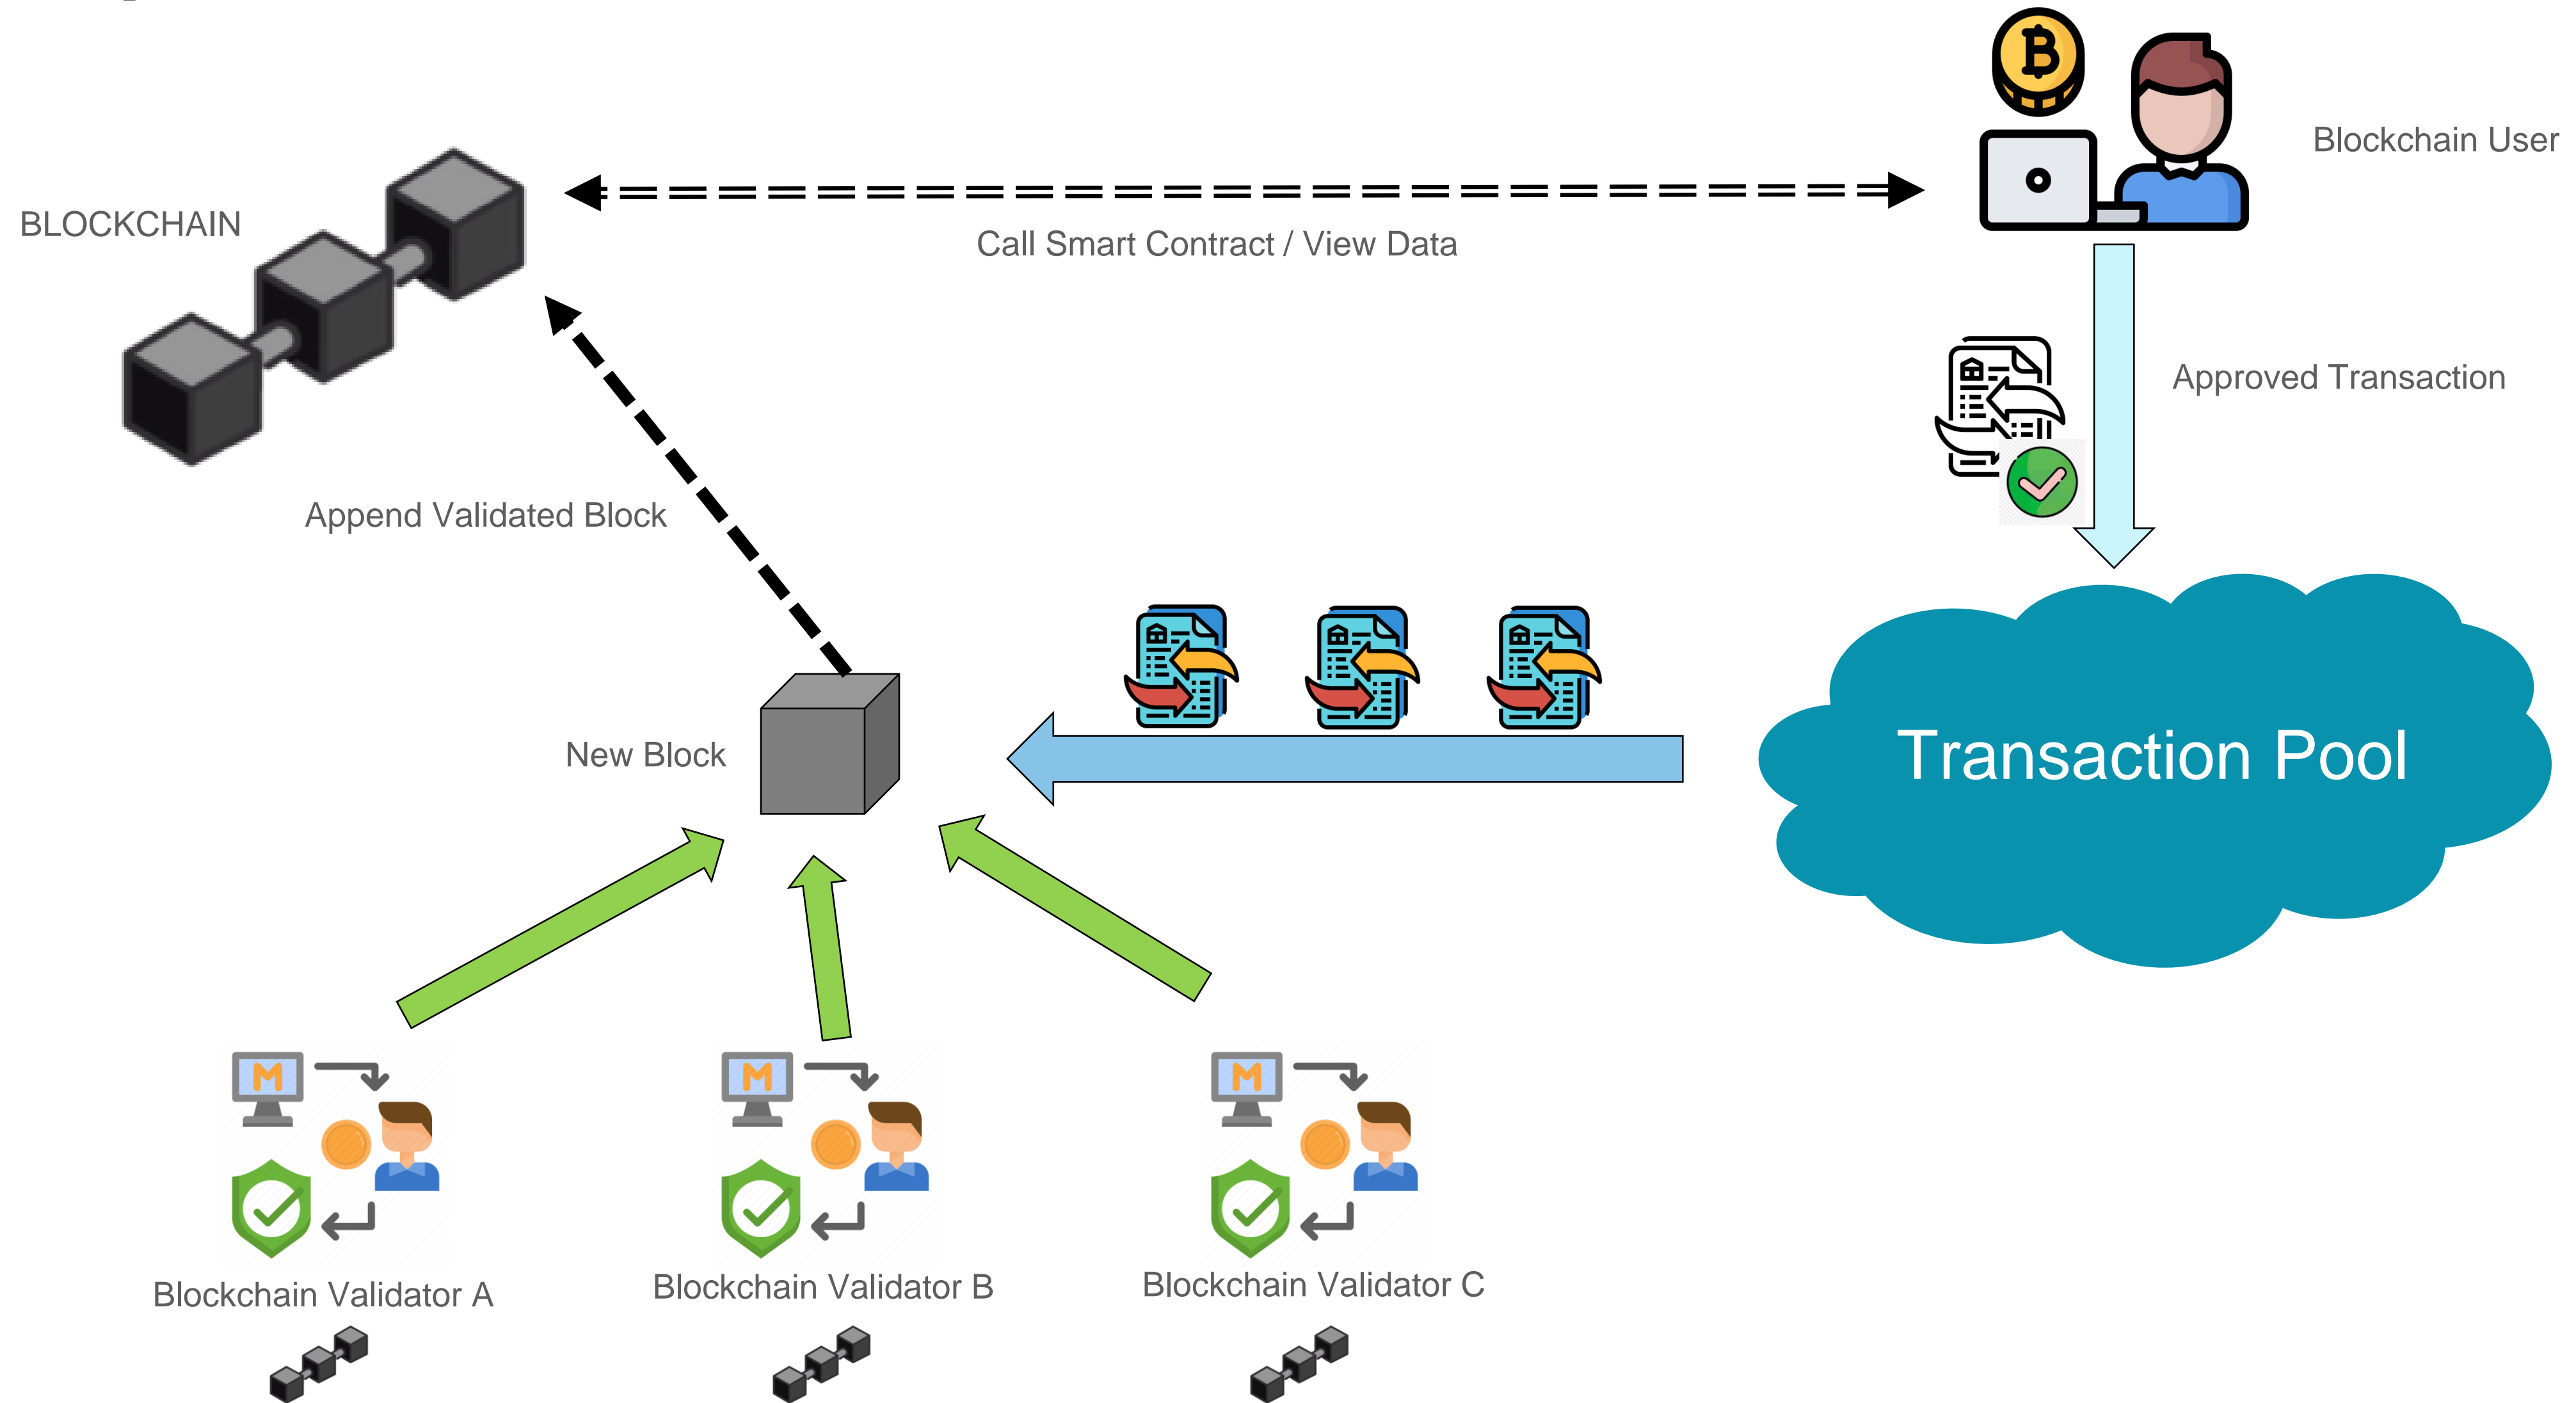 Blockchain User
BLOCKCHAIN
Call Smart Contract / View Data
Approved Transaction
Append Validated Block
New Block
Transaction Pool
M
M
M
Blockchain Validator A
Blockchain Validator B
Blockchain Validator C